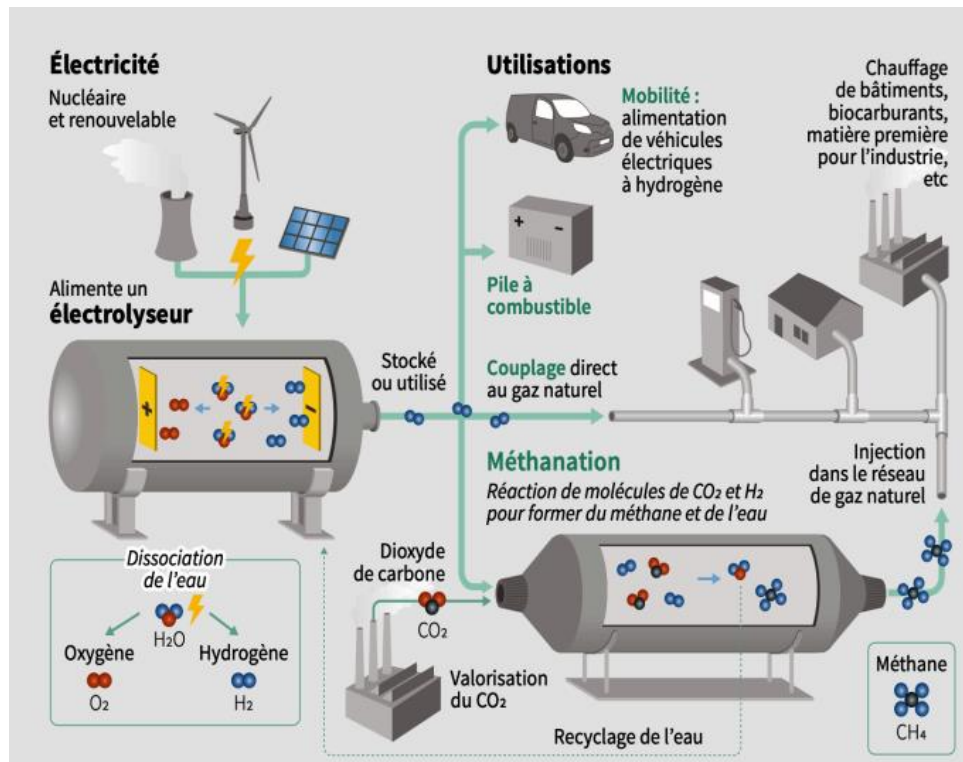 Électricité
Nucléaire
et renouvelable
Alimente un
électrolyseur
Utilisations
Mobilité :
alimentation
de véhicules
électriques
à hydrogène
Chauffage
de bâtiments,
biocarburants,
matière première
pour l'industrie,
etc
+ -
Pile à
combustible
Stocké
ou utilisé
Couplage direct
au gaz naturel
+
-
Méthanation
Réaction de molécules de CO₂ et H₂
pour former du méthane et de l'eau
Injection
dans le réseau
de gaz naturel
Dissociation
de l'eau
H₂O
Oxygène
O₂
Hydrogène
H₂
Dioxyde
de carbone
CO₂
Valorisation
du CO₂
Recyclage de l'eau
Méthane
CH₄